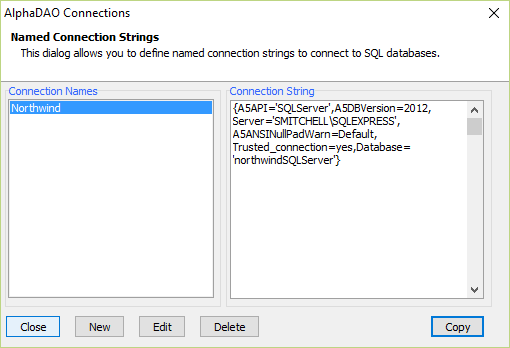 AlphaDAO Connections
Named Connection Strings
This dialog allows you to define named connection strings to connect to SQL databases.
Connection Names
Northwind
Connection String
{A5API='SQLServer',A5DBVersion=2012,
Server='SMITCHELL\SQLEXPRESS',
A5ANSINullPadWarn=Default,
Trusted_connection=yes,Database=
'northwindSQLServer'}
Close
New
Edit
Delete
Copy